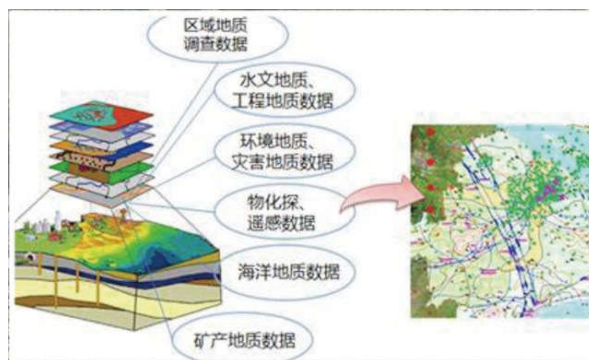 区域地质
调查数据
水文地质、
工程地质数据
环境地质、
灾害地质数据
物化探、
遥感数据
海洋地质数据
矿产地质数据